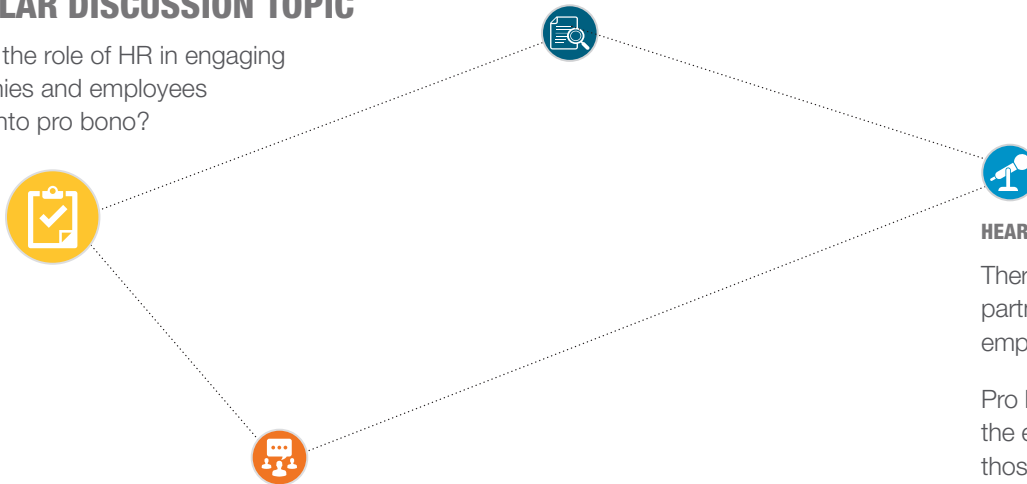 LAR DISCUSSION TOPIC
the role of HR in engaging
nies and employees
nto pro bono?
HEAR
Ther
partn
emp
Pro
the e
thos